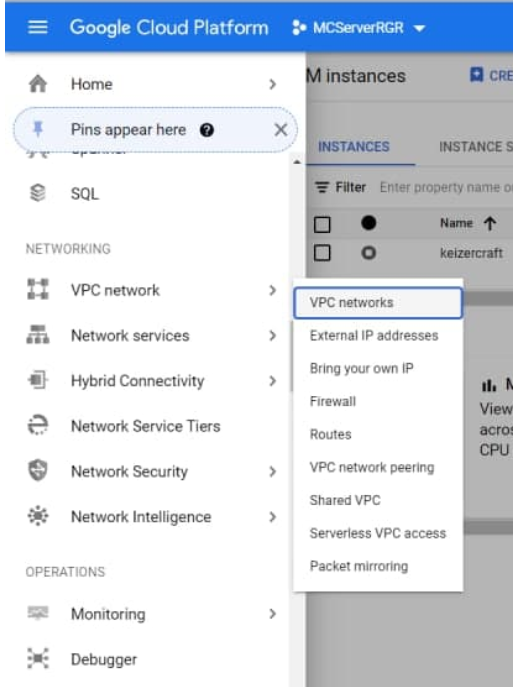 Google Cloud Platform
MCServerRGR
Home
M instances
CRE
Pins appear here
INSTANCES
INSTANCE S
SQL
Filter Enter property name o
Name
NETWORKING
keizercraft
VPC network
VPC networks
Network services
External IP addresses
Hybrid Connectivity
Bring your own IP
Firewall
Network Service Tiers
Routes
Network Security
VPC network peering
Network Intelligence
Shared VPC
Serverless VPC access
Packet mirroring
View
acros
CPU
OPERATIONS
Monitoring
Debugger